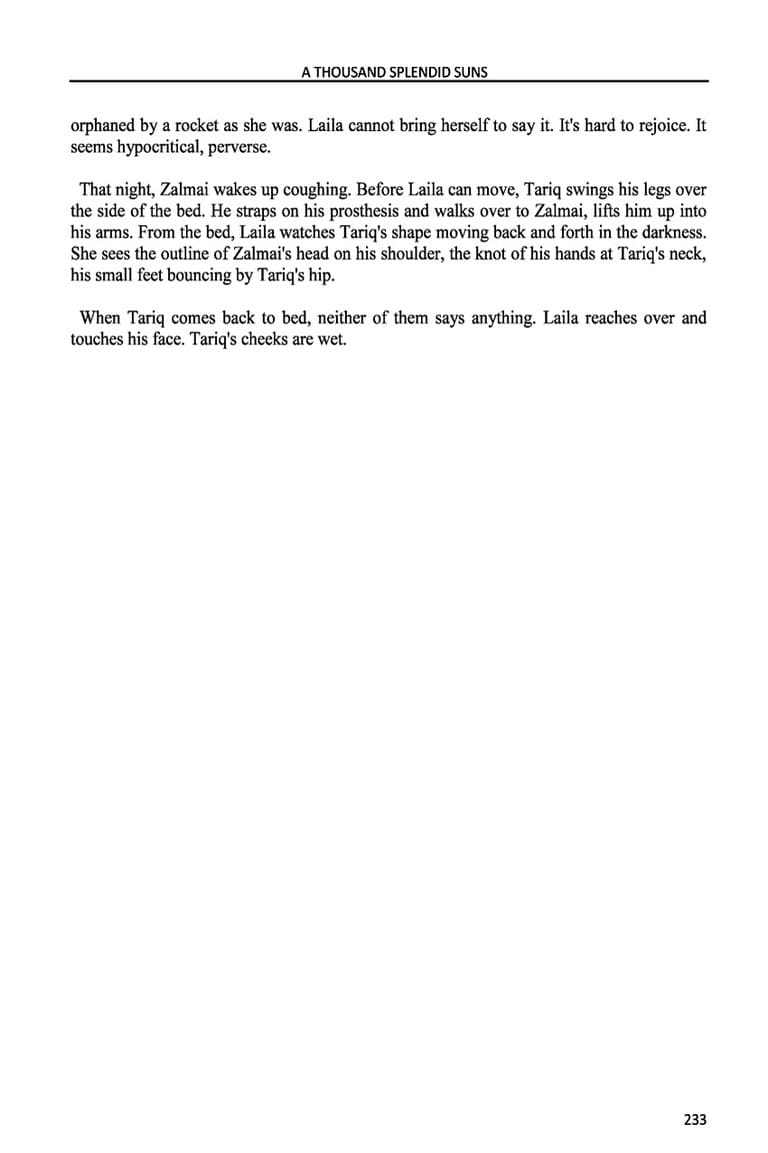 A THOUSAND SPLENDID SUNS
orphaned by a rocket as she was. Laila cannot bring herself to say it. It's hard to rejoice. It
seems hypocritical, perverse.
That night, Zalmai wakes up coughing. Before Laila can move, Tariq swings his legs over
the side of the bed. He straps on his prosthesis and walks over to Zalmai, lifts him up into
his arms. From the bed, Laila watches Tariq's shape moving back and forth in the darkness.
She sees the outline of Zalmai's head on his shoulder, the knot of his hands at Tariq's neck,
his small feet bouncing by Tariq's hip.
When Tariq comes back to bed, neither of them says anything. Laila reaches over and
touches his face. Tariq's cheeks are wet.
233